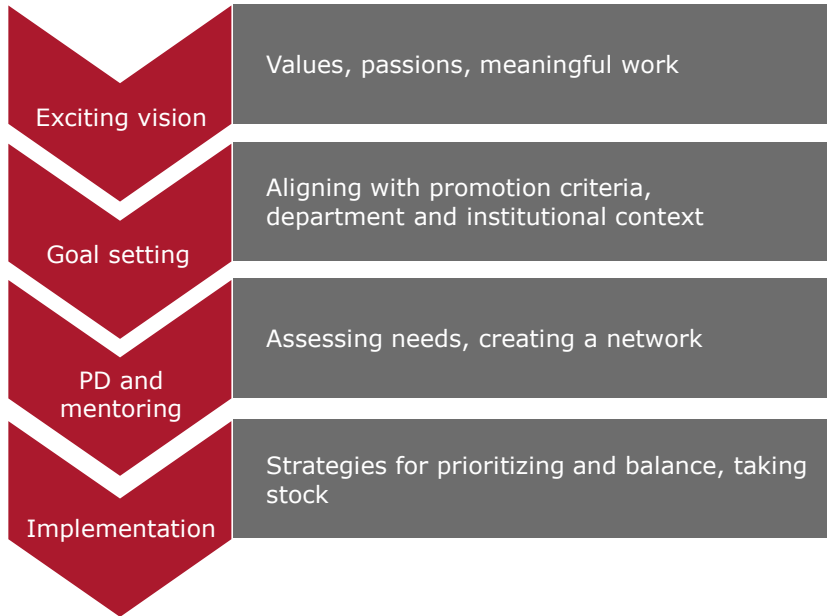 Exciting vision
Values, passions, meaningful work
Goal setting
Aligning with promotion criteria,
department and institutional context
PD and
mentoring
Assessing needs, creating a network
Implementation
Strategies for prioritizing and balance, taking
stock